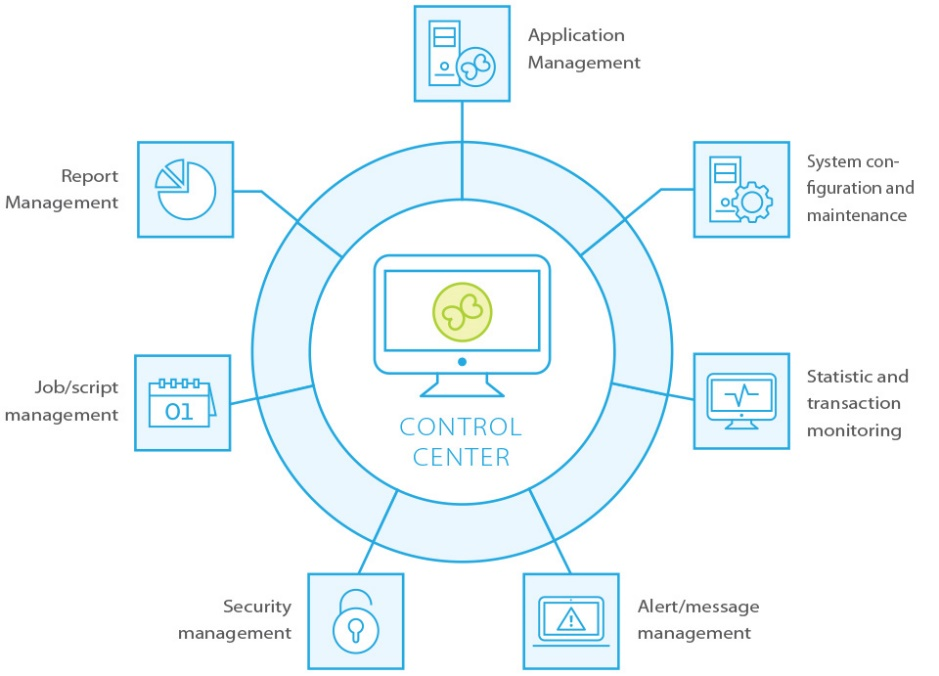 Application
Management
System con-
figuration and
maintenance
Statistic and
transaction
monitoring
Alert/message
management
Security
management
Job/script
management
01
Report
Management
CONTROL
CENTER